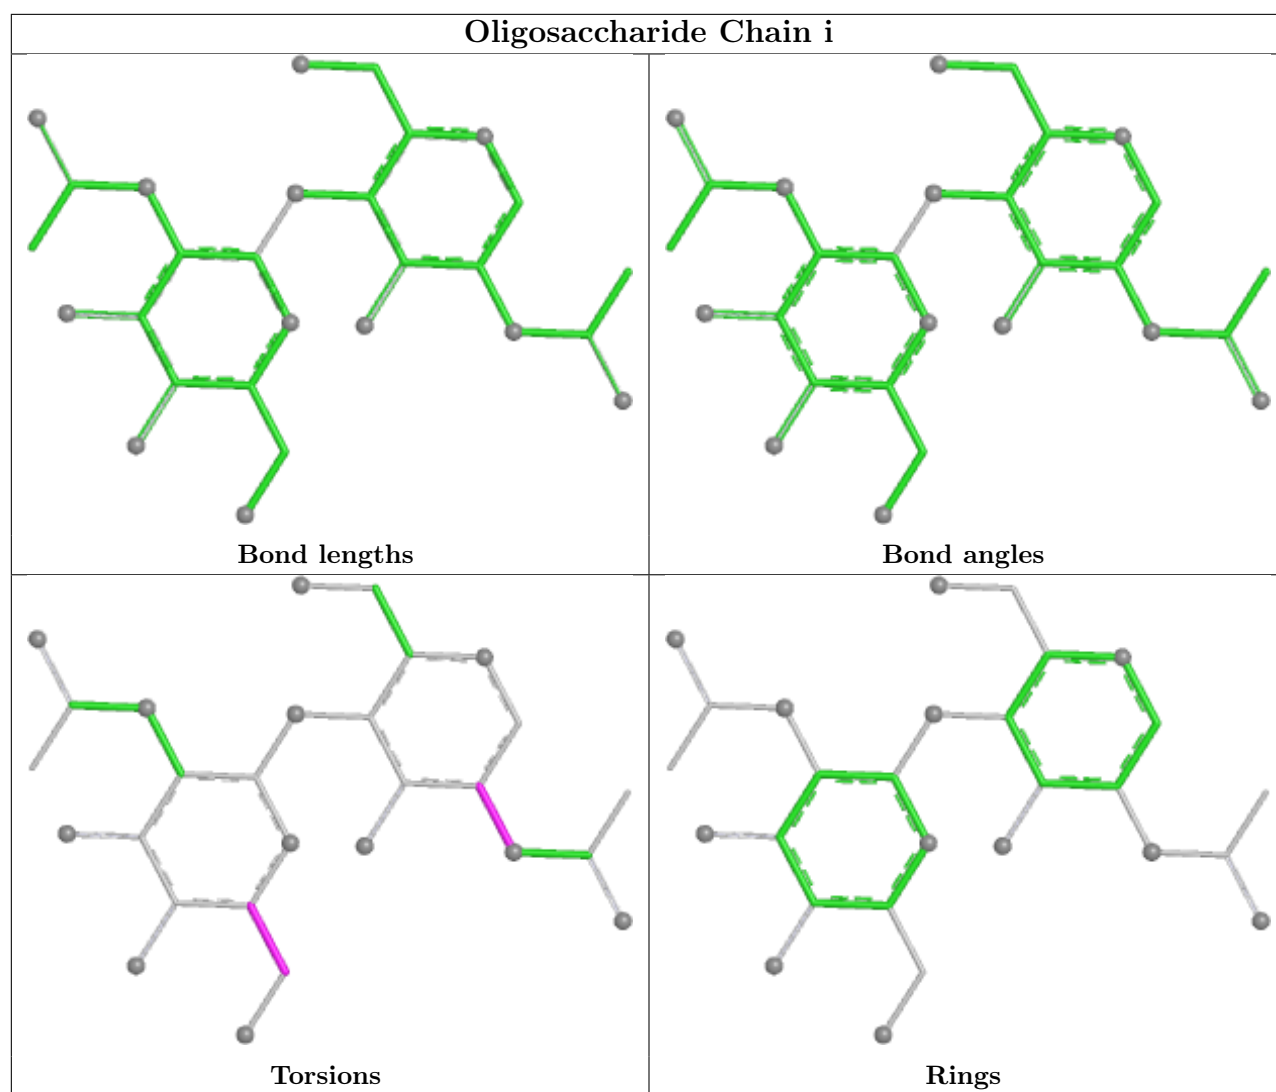 Oligosaccharide Chain i
Bond lengths
Bond angles
Torsions
Rings